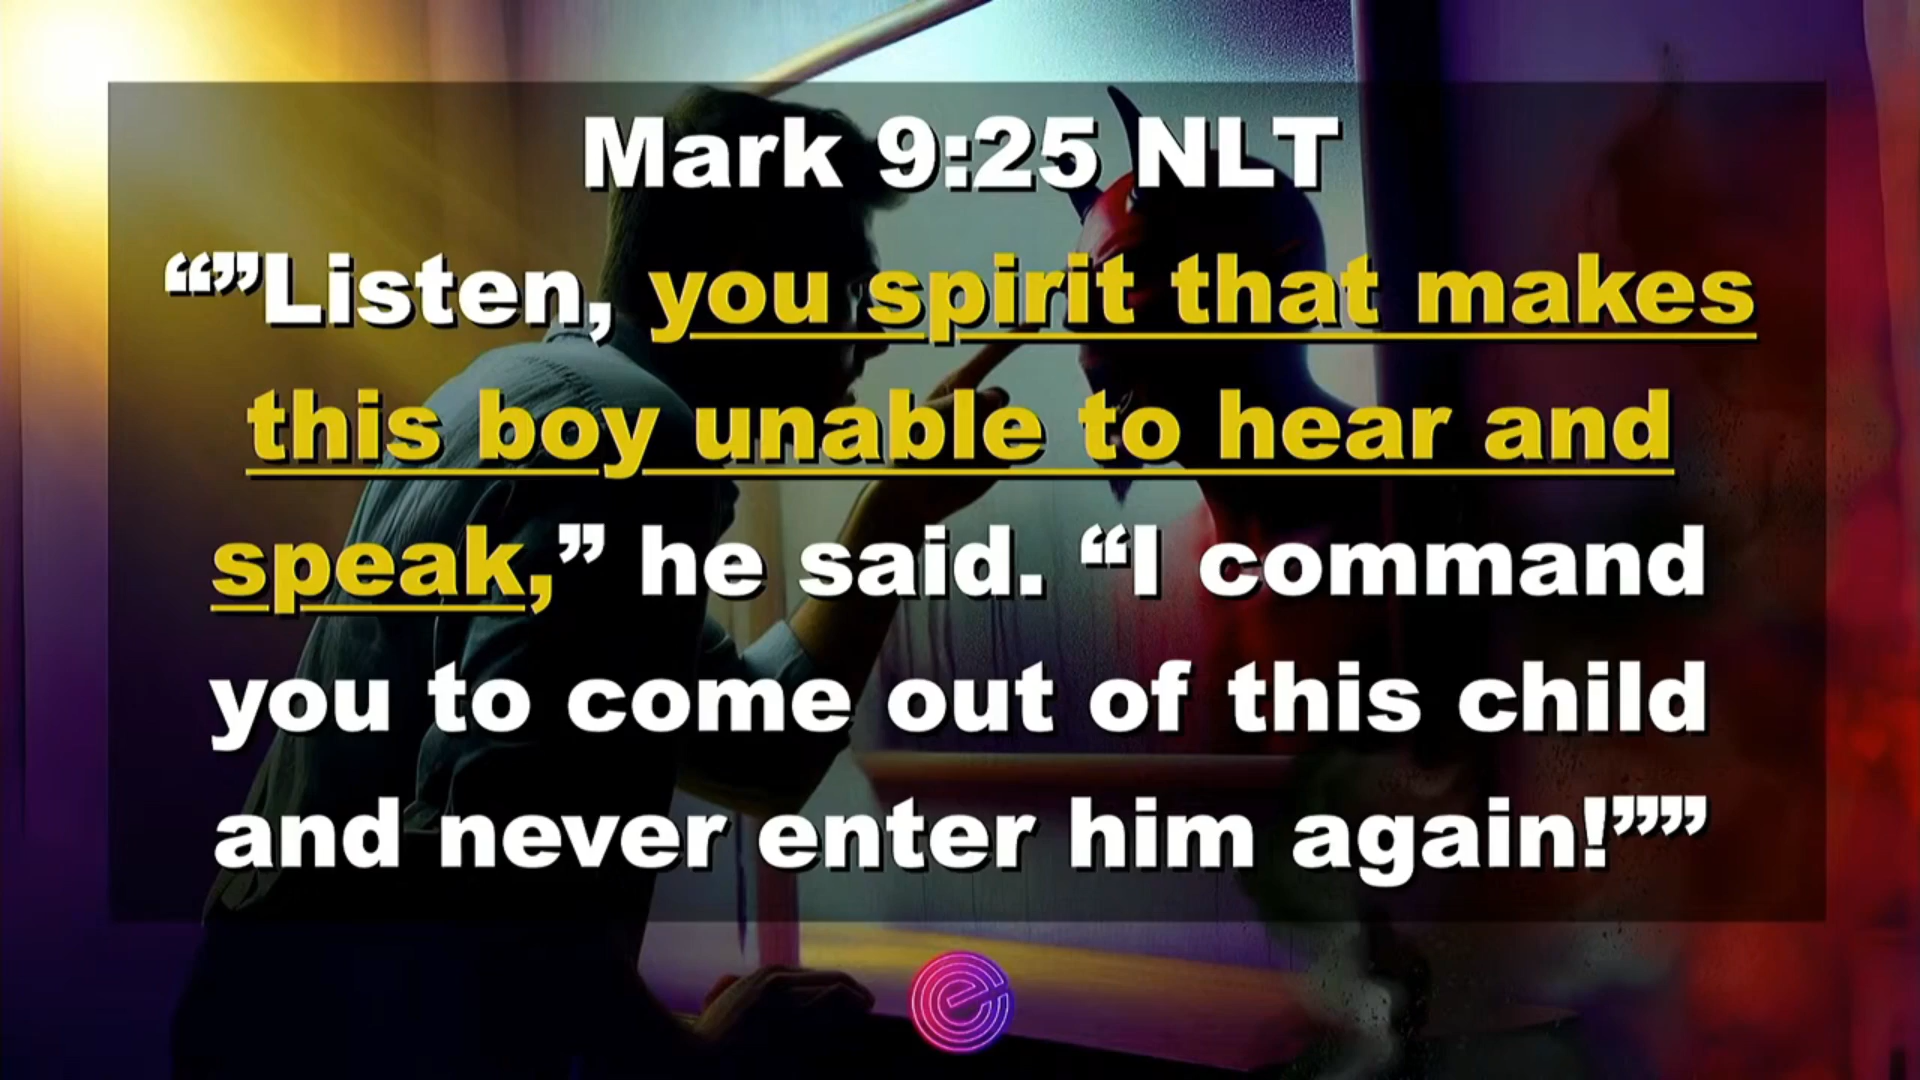 Mark 9:25 NLT
“”Listen, you spirit that makes
this boy unable to hear and
speak,” he said. “I command
you to come out of this child
and never enter him again!””
e